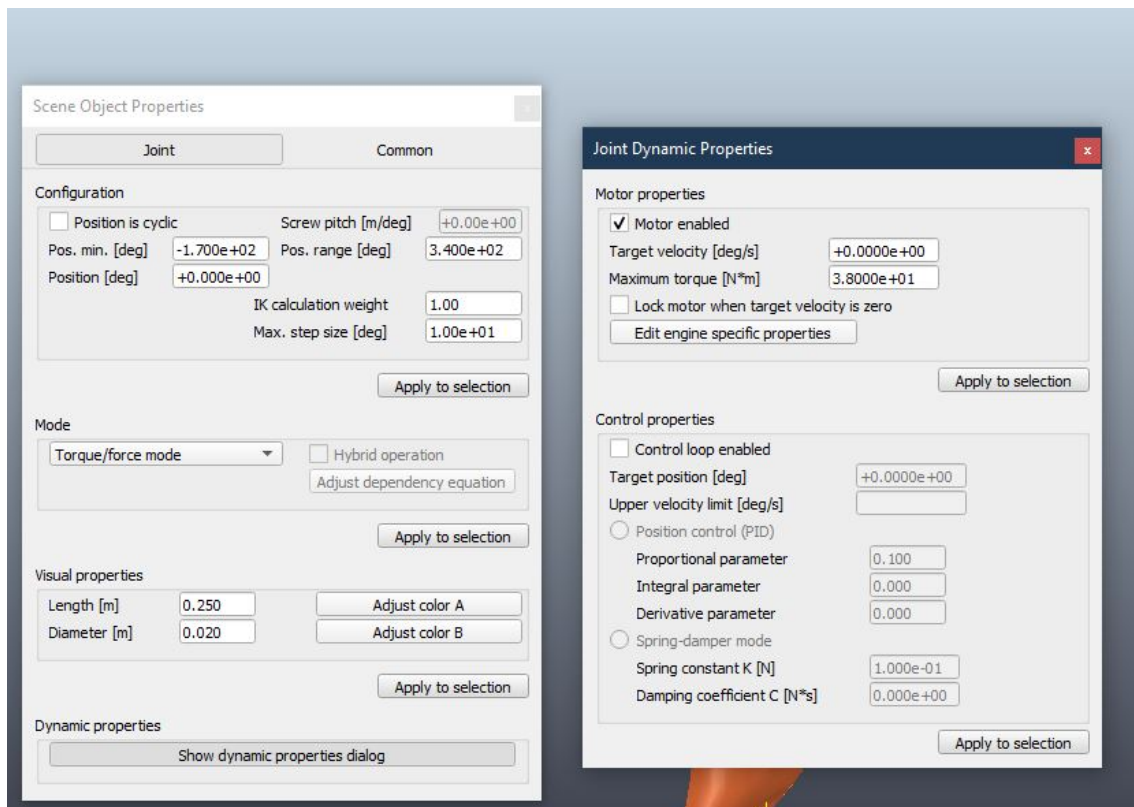 Scene Object Properties
x
Joint Common
Configuration
Position is cyclic Screw pitch [m/deg] +0.00e+00
Pos. min. [deg] -1.700e+02 Pos. range [deg] 3.400e+02
Position [deg] +0.000e+00
IK calculation weight 1.00
Max. step size [deg] 1.00e+01
Apply to selection
Mode
Torque/force mode Hybrid operation
Adjust dependency equation
Apply to selection
Visual properties
Length [m] 0.250 Adjust color A
Diameter [m] 0.020 Adjust color B
Apply to selection
Dynamic properties
Show dynamic properties dialog
Joint Dynamic Properties x
Motor properties
Motor enabled
Target velocity [deg/s] +0.0000e+00
Maximum torque [N*m] 3.8000e+01
Lock motor when target velocity is zero
Edit engine specific properties
Apply to selection
Control properties
Control loop enabled
Target position [deg] +0.0000e+00
Upper velocity limit [deg/s]
Position control (PID)
Proportional parameter 0.100
Integral parameter 0.000
Derivative parameter 0.000
Spring-damper mode
Spring constant K [N] 1.000e-01
Damping coefficient C [N*s] 0.000e+00
Apply to selection